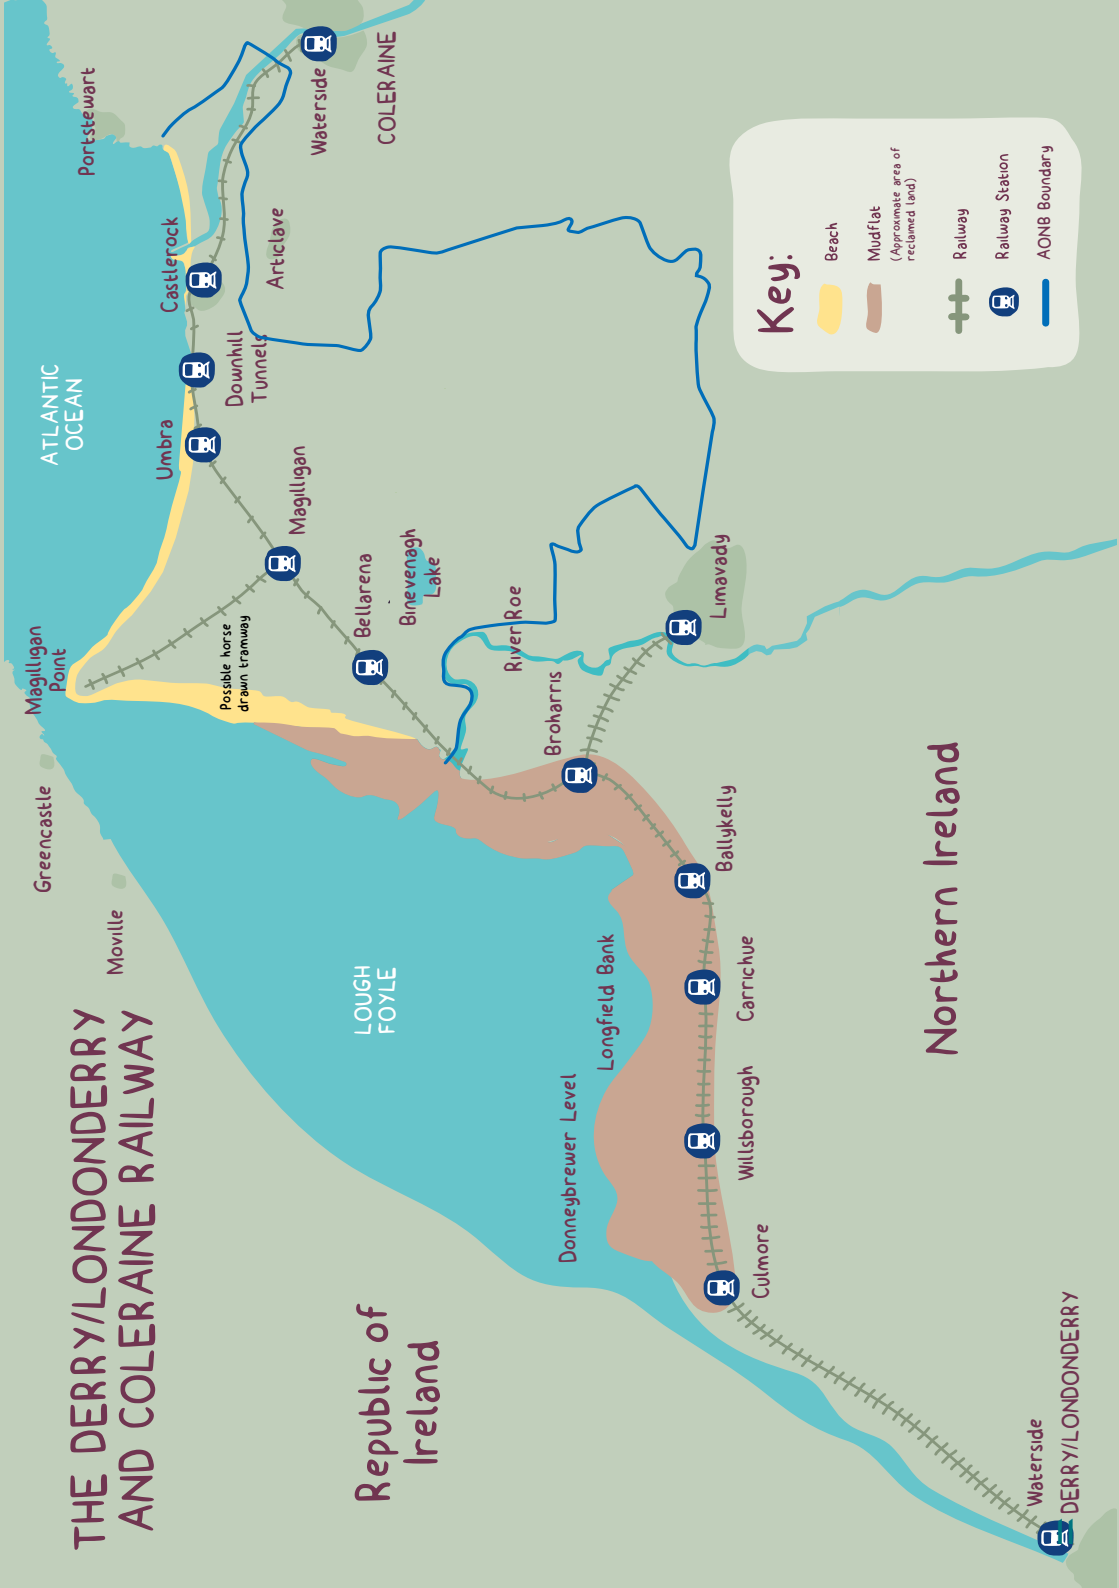 THE DERRY/LONDONDERRY
AND COLERAINE RAILWAY
Greencastle
Moville
Magilligan
Point
ATLANTIC
OCEAN
Portstewart
Castlerock
Umbra
Downhill
Tunnels
Articlave
Waterside
COLERAINE
Magilligan
Possible horse
drawn tramway
Bellarena
Binevenagh
Lake
River Roe
LOUGH
FOYLE
Broharris
Limavady
Republic of
Ireland
Donneybrewer Level
Longfield Bank
Ballykelly
Carrichue
Willsborough
Culmore
Northern Ireland
Waterside
DERRY/LONDONDERRY
Key:
Beach
Mudflat
(Approximate area of
reclaimed land)
Railway
Railway Station
AONB Boundary